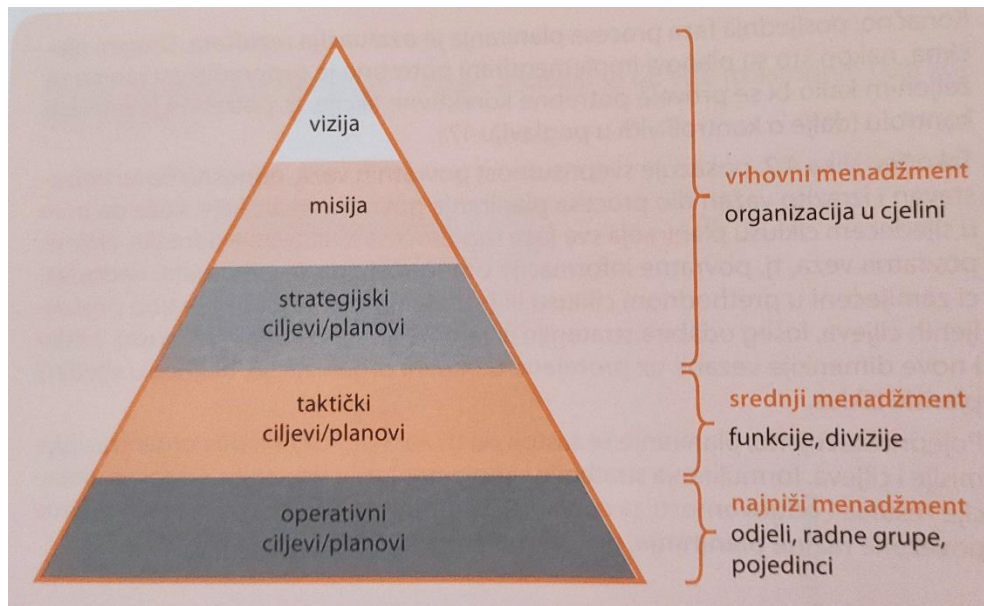 vizija
misija
strategijski
ciljevi/planovi
taktički
ciljevi/planovi
operativni
ciljevi/planovi
vrhovni menadžment
organizacija u cjelini
srednji menadžment
funkcije, divizije
najniži menadžment
odjeli, radne grupe,
pojedinci